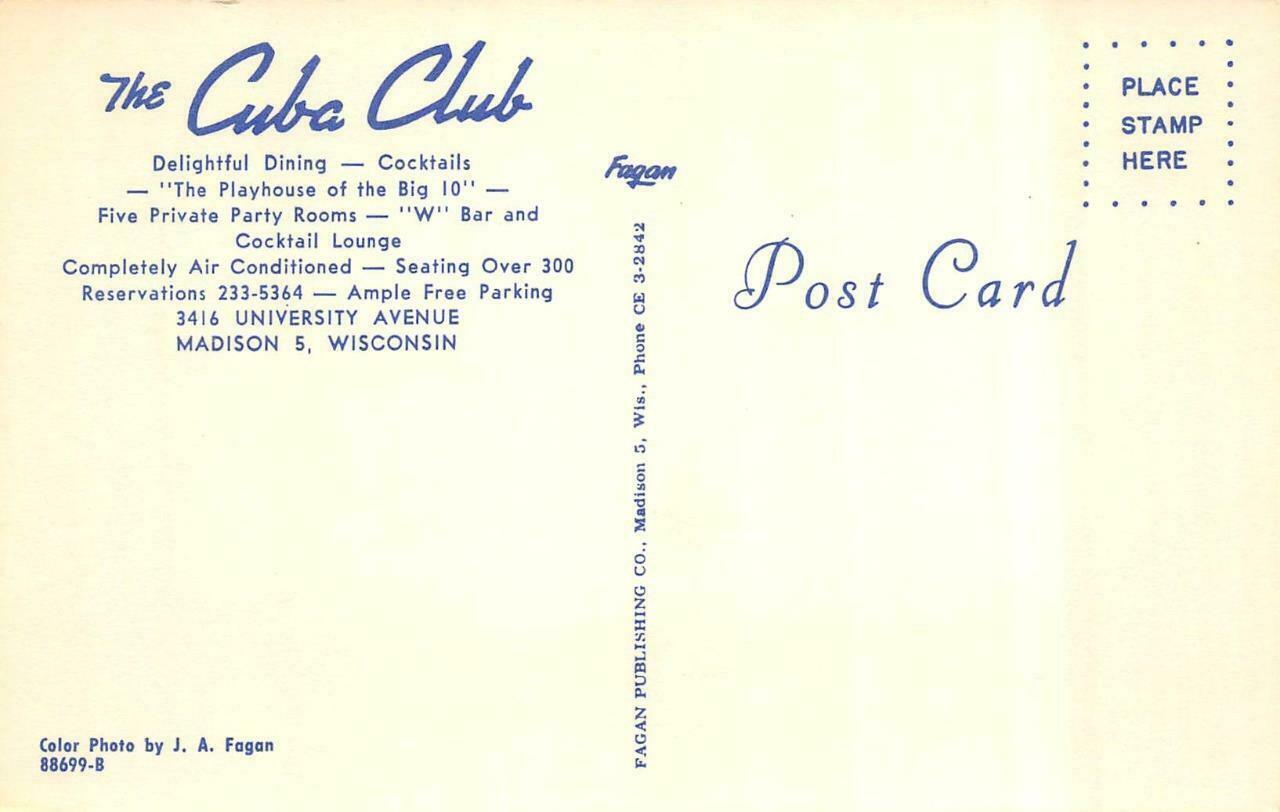 The Cuba Club
Delightful Dining — Cocktails
— "The Playhouse of the Big 10" —
Five Private Party Rooms — "W" Bar and
Cocktail Lounge
Completely Air Conditioned — Seating Over 300
Reservations 233-5364 — Ample Free Parking
3416 UNIVERSITY AVENUE
MADISON 5, WISCONSIN
Color Photo by J. A. Fagan
88699-B
Fagan
FAGAN PUBLISHING CO., Madison 5, Wis., Phone CE 3-2842
PLACE
STAMP
HERE
Post Card